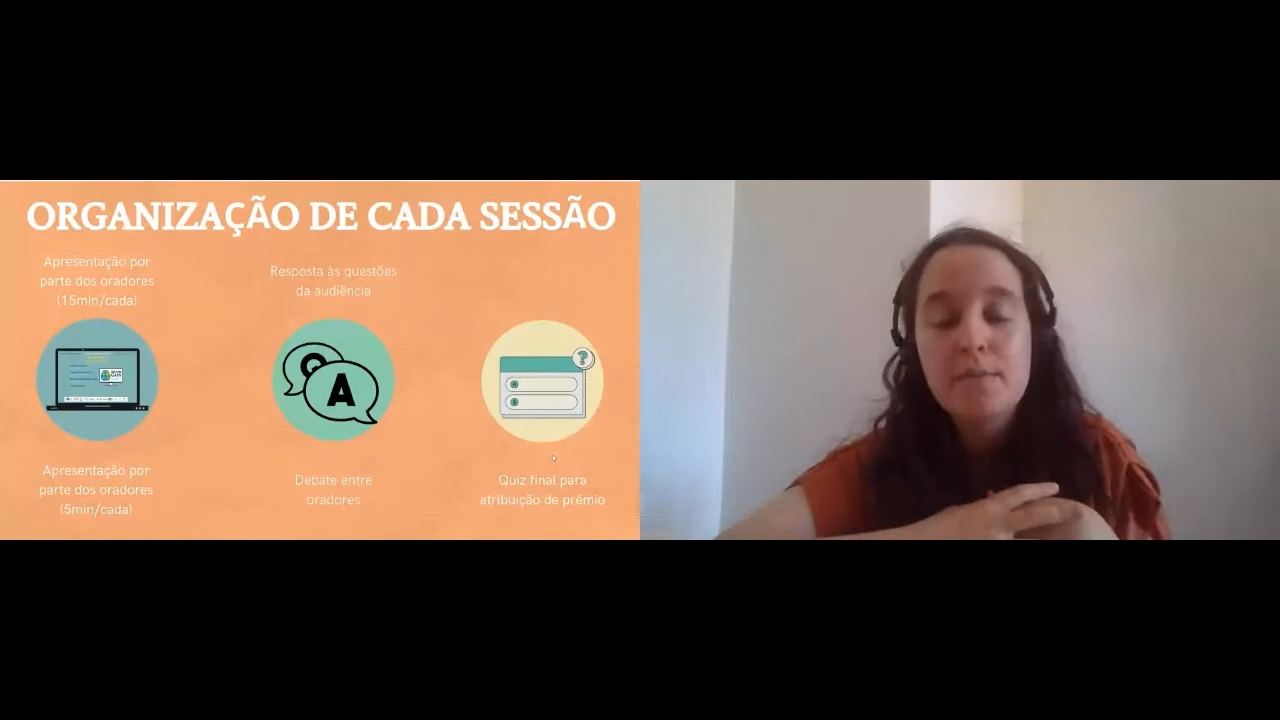 ORGANIZAÇÃO DE CADA SESSÃO
Apresentação por
parte dos oradores
(15min/cada)
Resposta às questões
da audiência
Q
A
?
A
B
Apresentação por
parte dos oradores
(5min/cada)
Debate entre
oradores
Quiz final para
atribuição de prémio